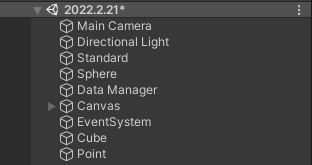 2022.2.21*
Main Camera
Directional Light
Standard
Sphere
Data Manager
Canvas
EventSystem
Cube
Point